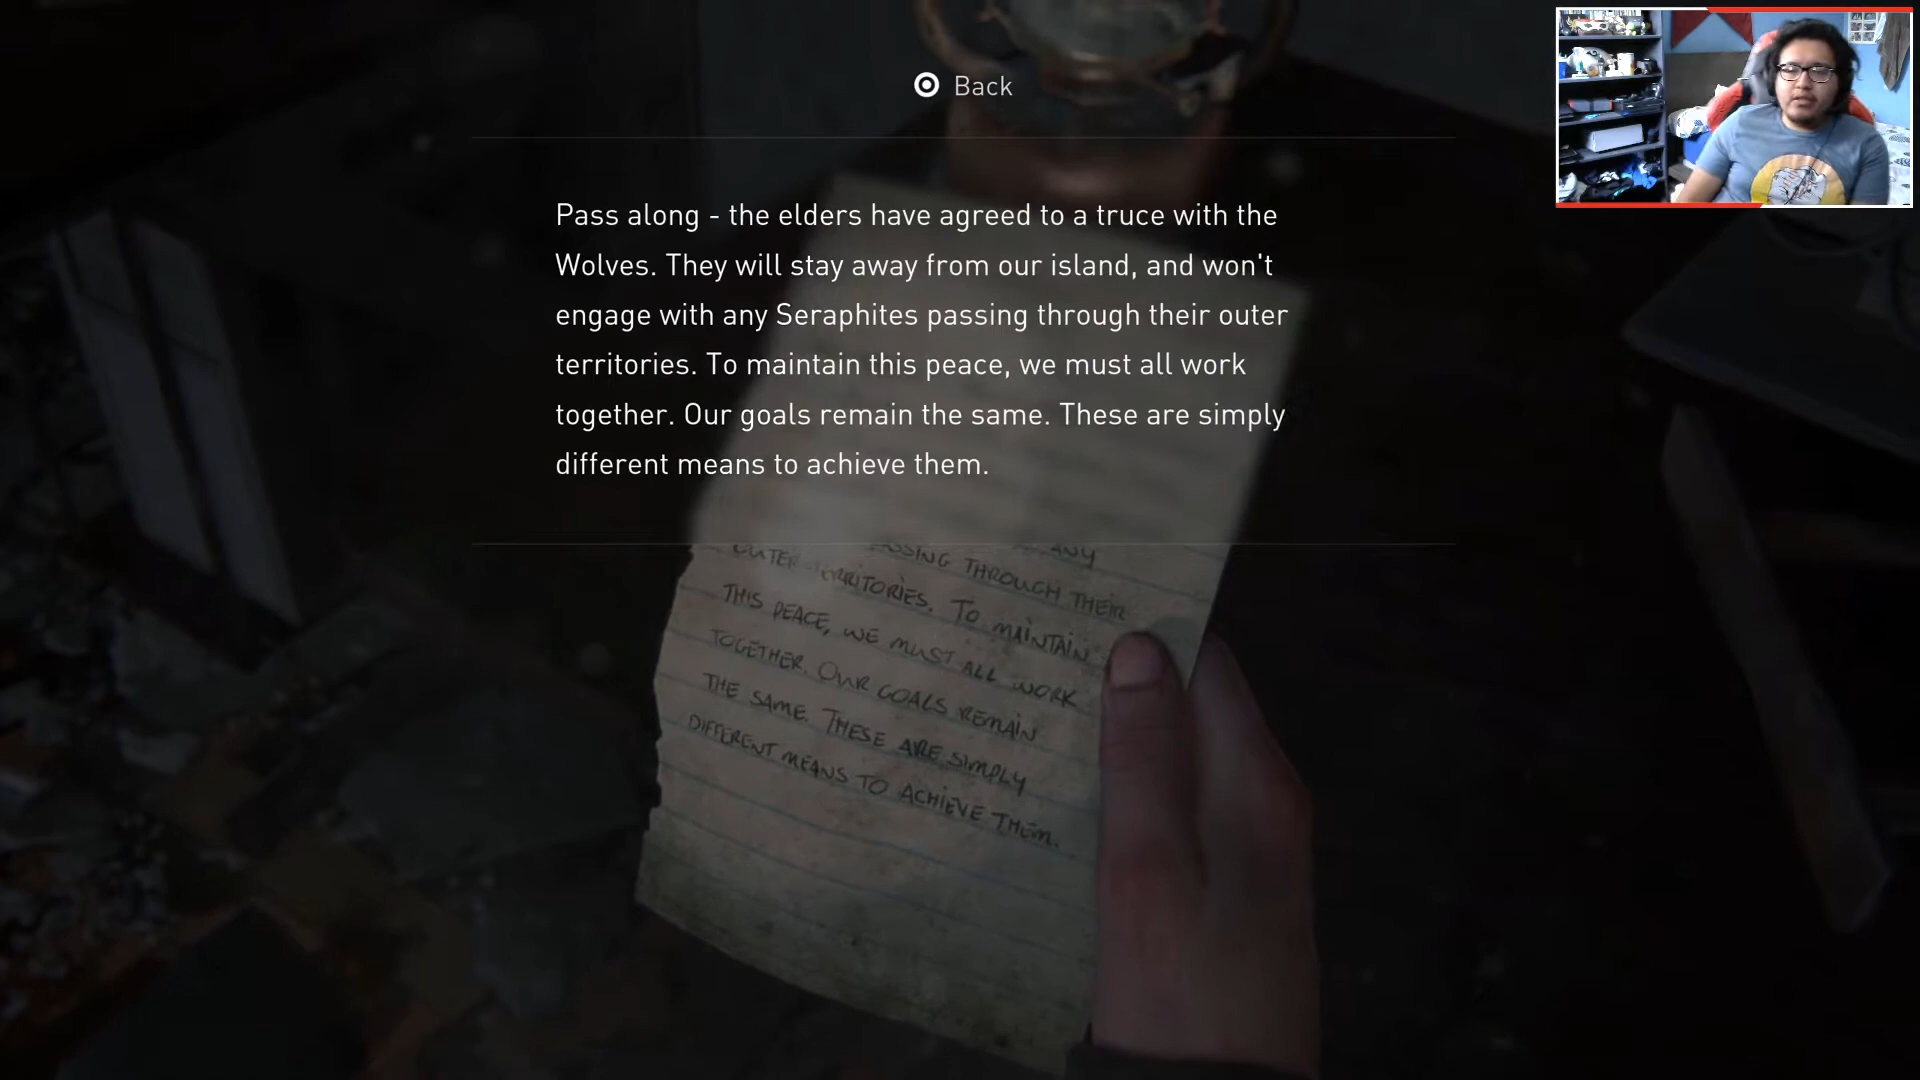 Back
Pass along - the elders have agreed to a truce with the
Wolves. They will stay away from our island, and won't
engage with any Seraphites passing through their outer
territories. To maintain this peace, we must all work
together. Our goals remain the same. These are simply
different means to achieve them.
ANY
PASSING THROUGH THEIR
OUTER TERRITORIES. TO MAINTAIN
THIS PEACE, WE MUST ALL WORK
TOGETHER. OUR GOALS REMAIN
THE SAME. THESE ARE SIMPLY
DIFFERENT MEANS TO ACHIEVE THEM.